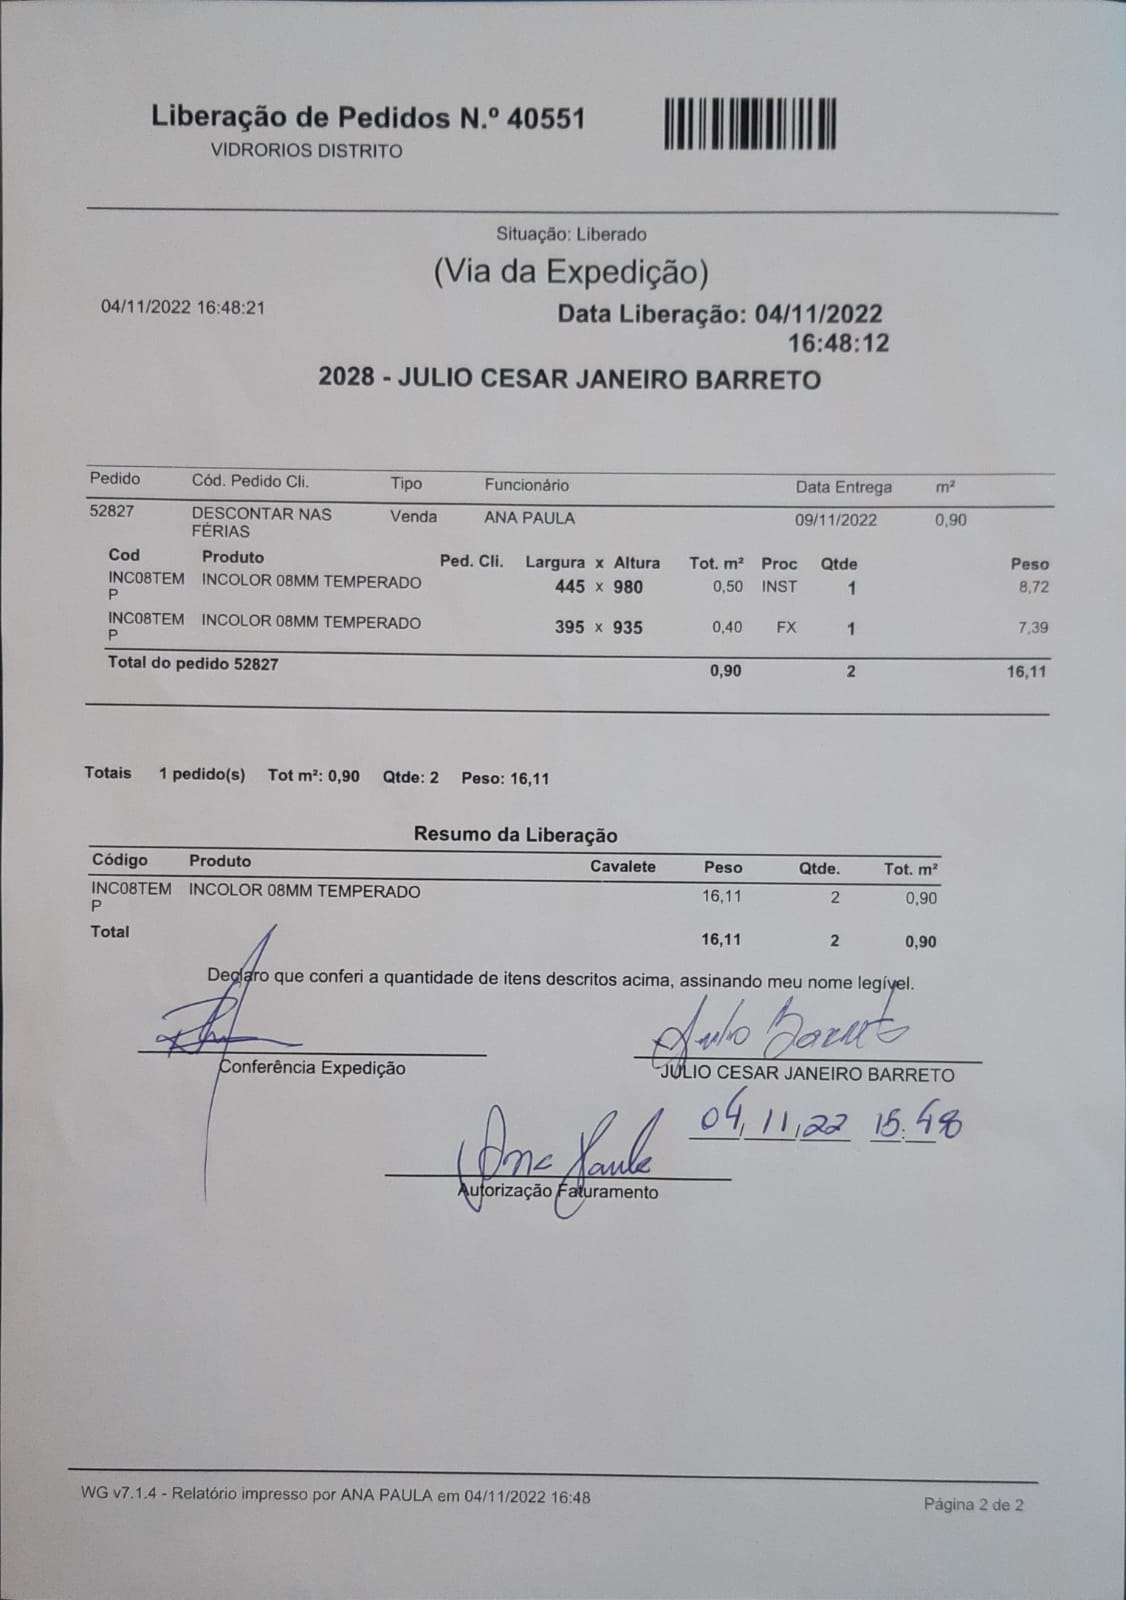 Liberação de Pedidos N.º 40551
VIDRORIOS DISTRITO
Situação: Liberado
(Via da Expedição)
04/11/2022 16:48:21
Data Liberação: 04/11/2022
16:48:12
2028 - JULIO CESAR JANEIRO BARRETO
Pedido Cód. Pedido Cli. Tipo Funcionário Data Entrega m²
52827 DESCONTAR NAS Venda ANA PAULA 09/11/2022 0,90
FÉRIAS
Cod Produto Ped. Cli. Largura x Altura Tot. m² Proc Qtde Peso
INC08TEM INCOLOR 08MM TEMPERADO 445 x 980 0,50 INST 1 8,72
P
INC08TEM INCOLOR 08MM TEMPERADO 395 x 935 0,40 FX 1 7,39
P
Total do pedido 52827 0,90 2 16,11
Totais 1 pedido(s) Tot m²: 0,90 Qtde: 2 Peso: 16,11
Resumo da Liberação
Código Produto Cavalete Peso Qtde. Tot. m²
INC08TEM INCOLOR 08MM TEMPERADO 16,11 2 0,90
P
Total 16,11 2 0,90
Declaro que conferi a quantidade de itens descritos acima, assinando meu nome legível.
Julio Barreto
Conferência Expedição JULIO CESAR JANEIRO BARRETO
04, 11, 22 15:48
Ana Paula
Autorização Faturamento
WG v7.1.4 - Relatório impresso por ANA PAULA em 04/11/2022 16:48
Página 2 de 2